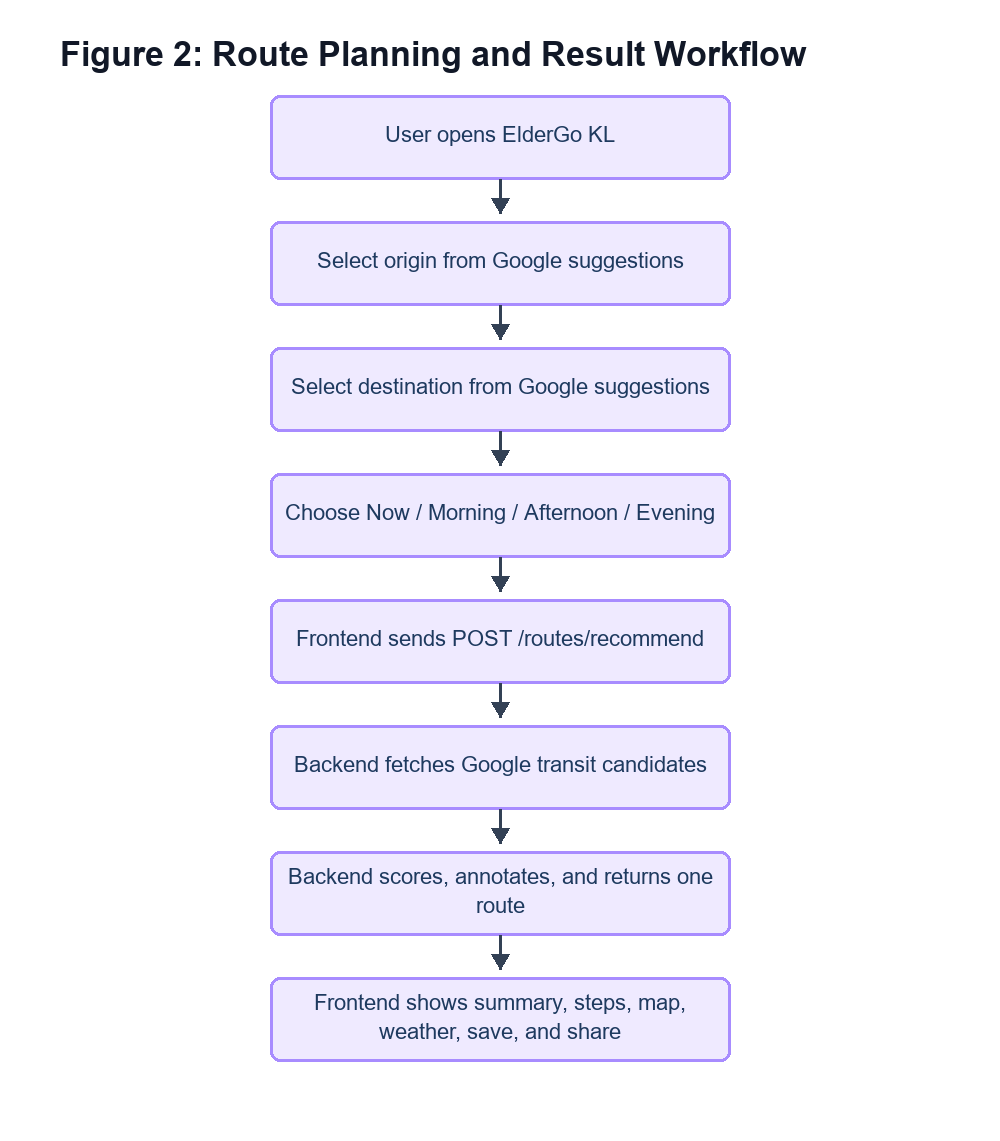 Figure 2: Route Planning and Result Workflow
User opens ElderGo KL
Select origin from Google suggestions
Select destination from Google suggestions
Choose Now / Morning / Afternoon / Evening
Frontend sends POST /routes/recommend
Backend fetches Google transit candidates
Backend scores, annotates, and returns one
route
Frontend shows summary, steps, map,
weather, save, and share